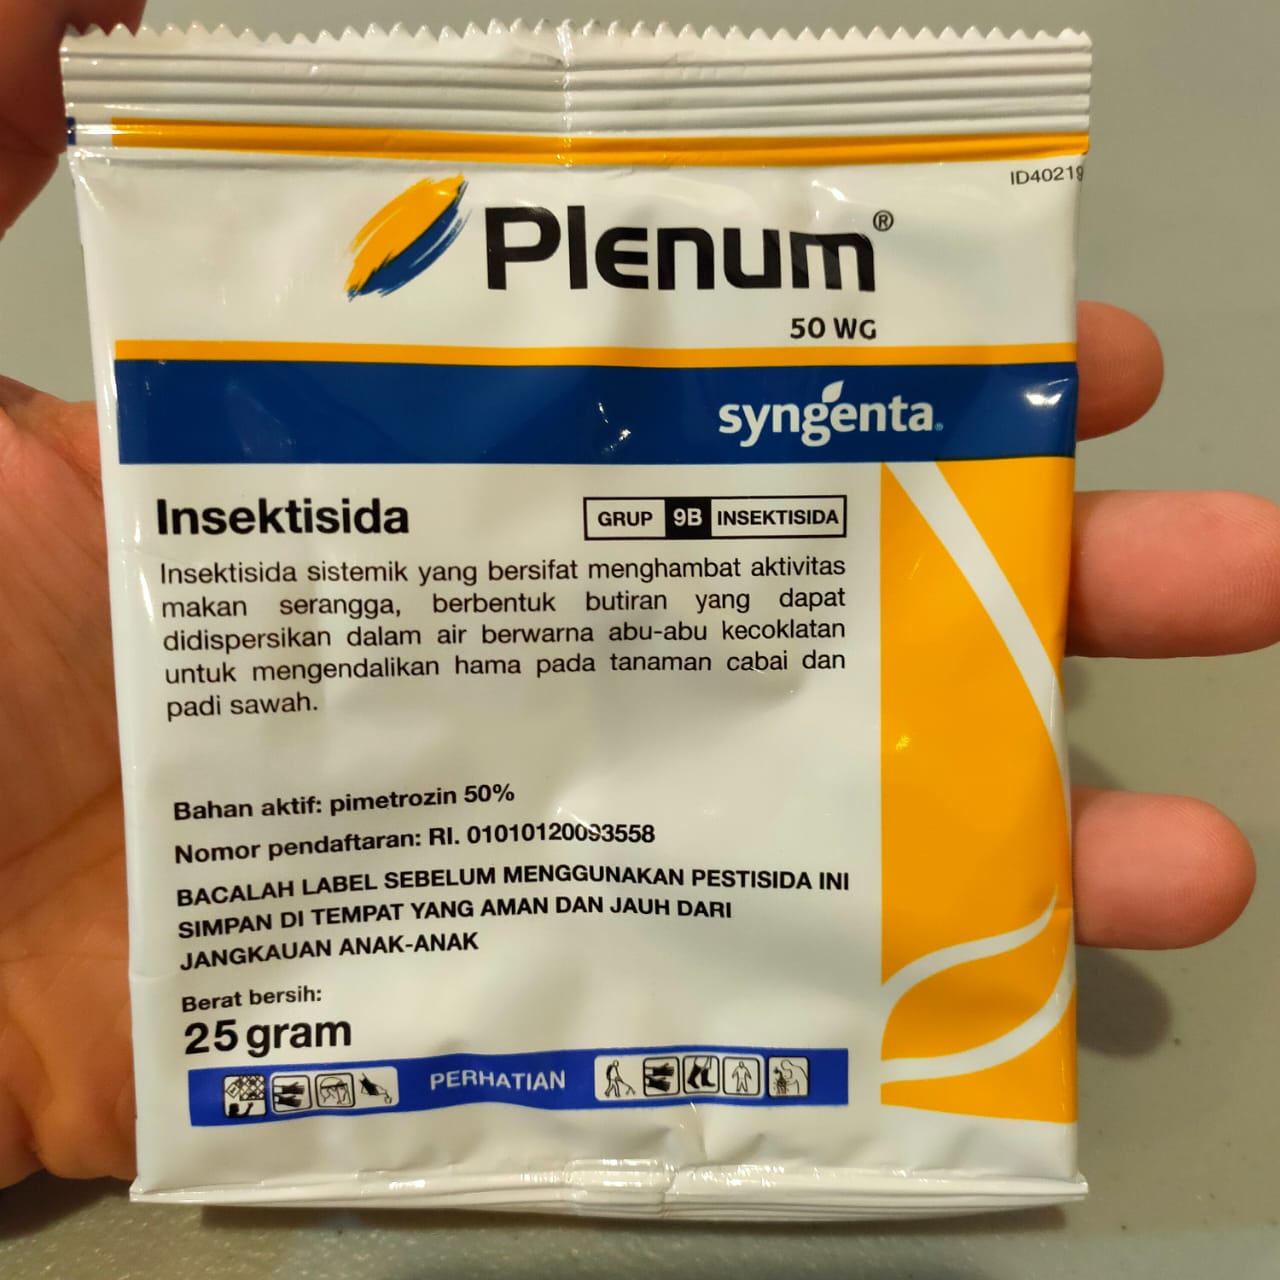 ID40219
Plenum®
50 WG
syngenta®
Insektisida
GRUP 9B INSEKTISIDA
Insektisida sistemik yang bersifat menghambat aktivitas
makan serangga, berbentuk butiran yang dapat
didispersikan dalam air berwarna abu-abu kecoklatan
untuk mengendalikan hama pada tanaman cabai dan
padi sawah.
Bahan aktif: pimetrozin 50%
Nomor pendaftaran: RI. 01010120093558
BACALAH LABEL SEBELUM MENGGUNAKAN PESTISIDA INI
SIMPAN DI TEMPAT YANG AMAN DAN JAUH DARI
JANGKAUAN ANAK-ANAK
Berat bersih:
25 gram
PERHATIAN